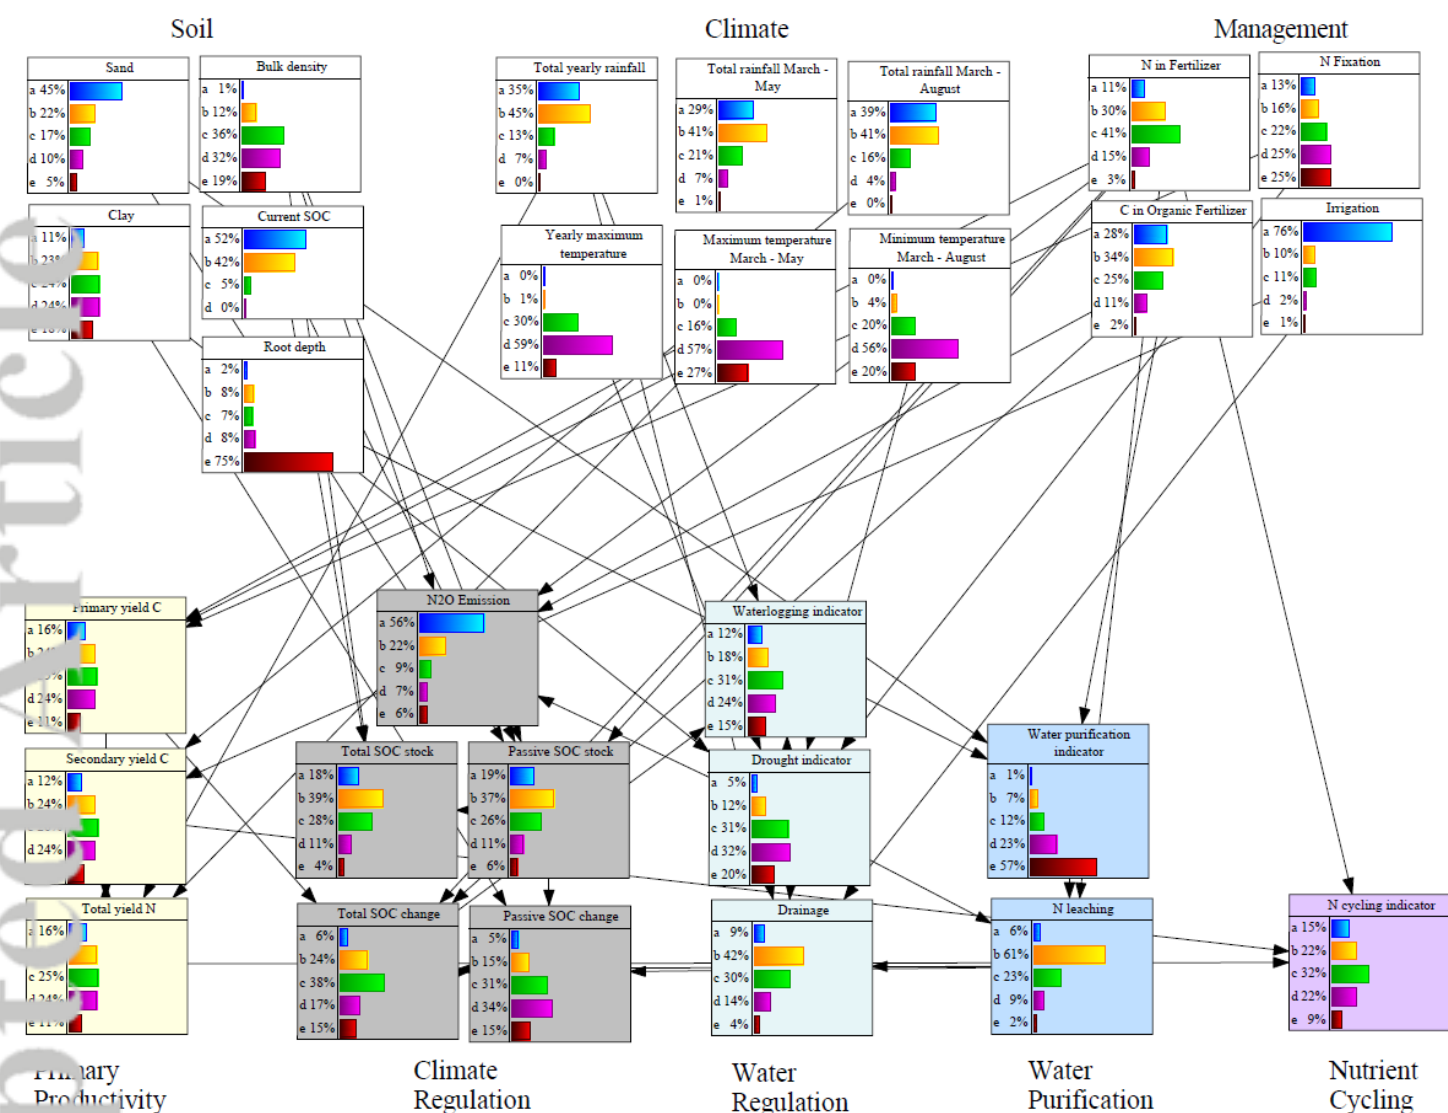 Soil
Climate
Management
Sand
a 45%
b 22%
c 17%
d 10%
e 5%
Bulk density
a 1%
b 12%
c 36%
d 32%
e 19%
Total yearly rainfall
a 35%
b 45%
c 13%
d 7%
e 0%
Total rainfall March -
May
a 29%
b 41%
c 21%
d 7%
e 1%
Total rainfall March -
August
a 39%
b 41%
c 16%
d 4%
e 0%
N in Fertilizer
a 11%
b 30%
c 41%
d 15%
e 3%
N Fixation
a 13%
b 16%
c 22%
d 25%
e 25%
Clay
a 11%
b 23%
c 24%
d 24%
e
Current SOC
a 52%
b 42%
c 5%
d 0%
Yearly maximum
temperature
a 0%
b 1%
c 30%
d 59%
e 11%
Maximum temperature
March - May
a 0%
b 0%
c 16%
d 57%
e 27%
Minimum temperature
March - August
a 0%
b 4%
c 20%
d 56%
e 20%
C in Organic Fertilizer
a 28%
b 34%
c 25%
d 11%
e 2%
Irrigation
a 76%
b 10%
c 11%
d 2%
e 1%
Root depth
a 2%
b 8%
c 7%
d 8%
e 75%
Primary yield C
a 16%
b
d 24%
e 11%
N2O Emission
a 56%
b 22%
c 9%
d 7%
e 6%
Waterlogging indicator
a 12%
b 18%
c 31%
d 24%
e 15%
Water purification
indicator
a 1%
b 7%
c 12%
d 23%
e 57%
Secondary yield C
a 12%
b 24%
d 24%
Total SOC stock
a 18%
b 39%
c 28%
d 11%
e 4%
Passive SOC stock
a 19%
b 37%
c 26%
d 11%
e 6%
Drought indicator
a 5%
b 12%
c 31%
d 32%
e 20%
Total yield N
a 16%
c 25%
d 24%
e 11%
Total SOC change
a 6%
b 24%
c 38%
d 17%
e 15%
Passive SOC change
a 5%
b 15%
c 31%
d 34%
e 15%
Drainage
a 9%
b 42%
c 30%
d 14%
e 4%
N leaching
a 6%
b 61%
c 23%
d 9%
e 2%
N cycling indicator
a 15%
b 22%
c 32%
d 22%
e 9%
Primary
Productivity
Climate
Regulation
Water
Regulation
Water
Purification
Nutrient
Cycling
pted Article